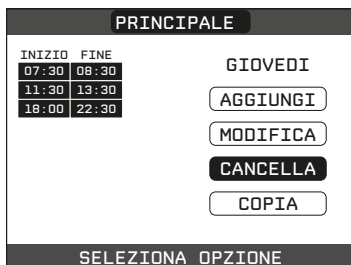 PRINCIPALE
INIZIO FINE
07:30 08:30
11:30 13:30
18:00 22:30
GIOVEDI
AGGIUNGI
MODIFICA
CANCELLA
COPIA
SELEZIONA OPZIONE